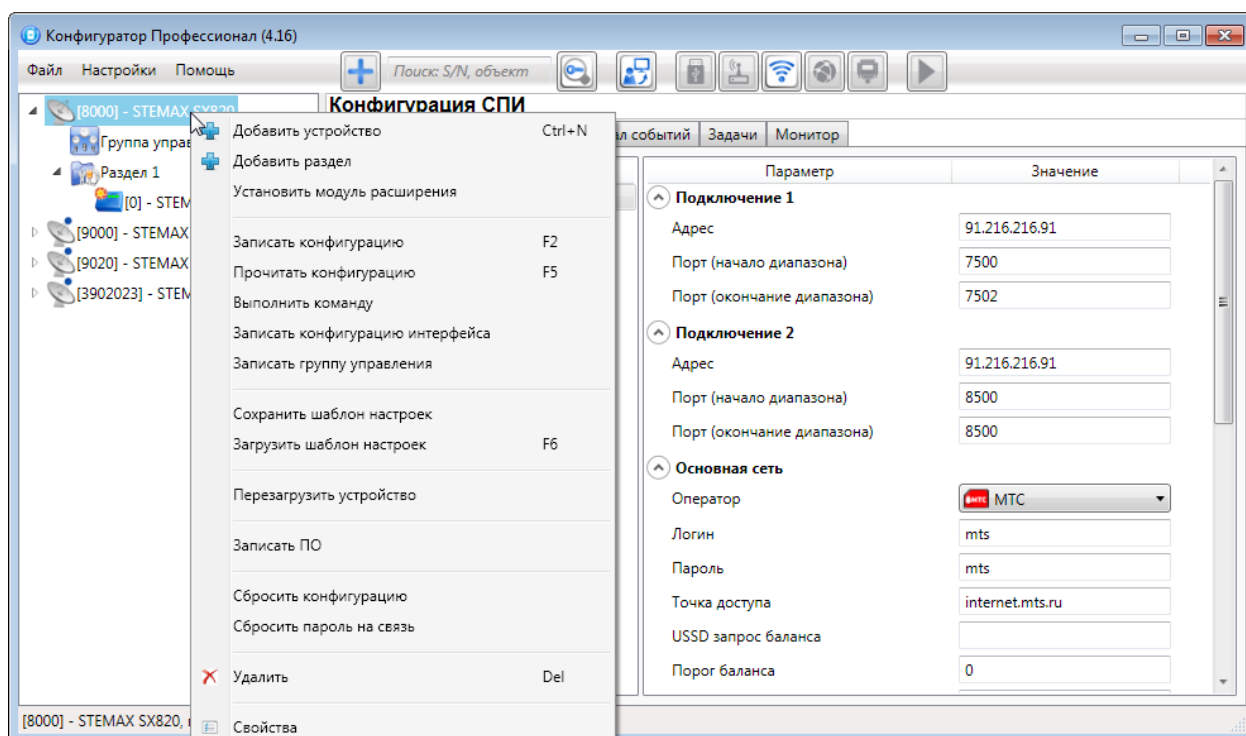 Конфигуратор Профессионал (4.16)
Файл Настройки Помощь
Поиск: S/N, объект
[8000] - STEMAX SX820
Группа управ
Раздел 1
[0] - STEM
[9000] - STEMAX
[9020] - STEMAX
[3902023] - STEM
Конфигурация СПИ
л событий Задачи Монитор
Добавить устройство Ctrl+N
Добавить раздел
Установить модуль расширения
Записать конфигурацию F2
Прочитать конфигурацию F5
Выполнить команду
Записать конфигурацию интерфейса
Записать группу управления
Сохранить шаблон настроек
Загрузить шаблон настроек F6
Перезагрузить устройство
Записать ПО
Сбросить конфигурацию
Сбросить пароль на связь
Удалить Del
Свойства
Параметр Значение
Подключение 1
Адрес 91.216.216.91
Порт (начало диапазона) 7500
Порт (окончание диапазона) 7502
Подключение 2
Адрес 91.216.216.91
Порт (начало диапазона) 8500
Порт (окончание диапазона) 8500
Основная сеть
Оператор МТС
Логин mts
Пароль mts
Точка доступа internet.mts.ru
USSD запрос баланса
Порог баланса 0
[8000] - STEMAX SX820,